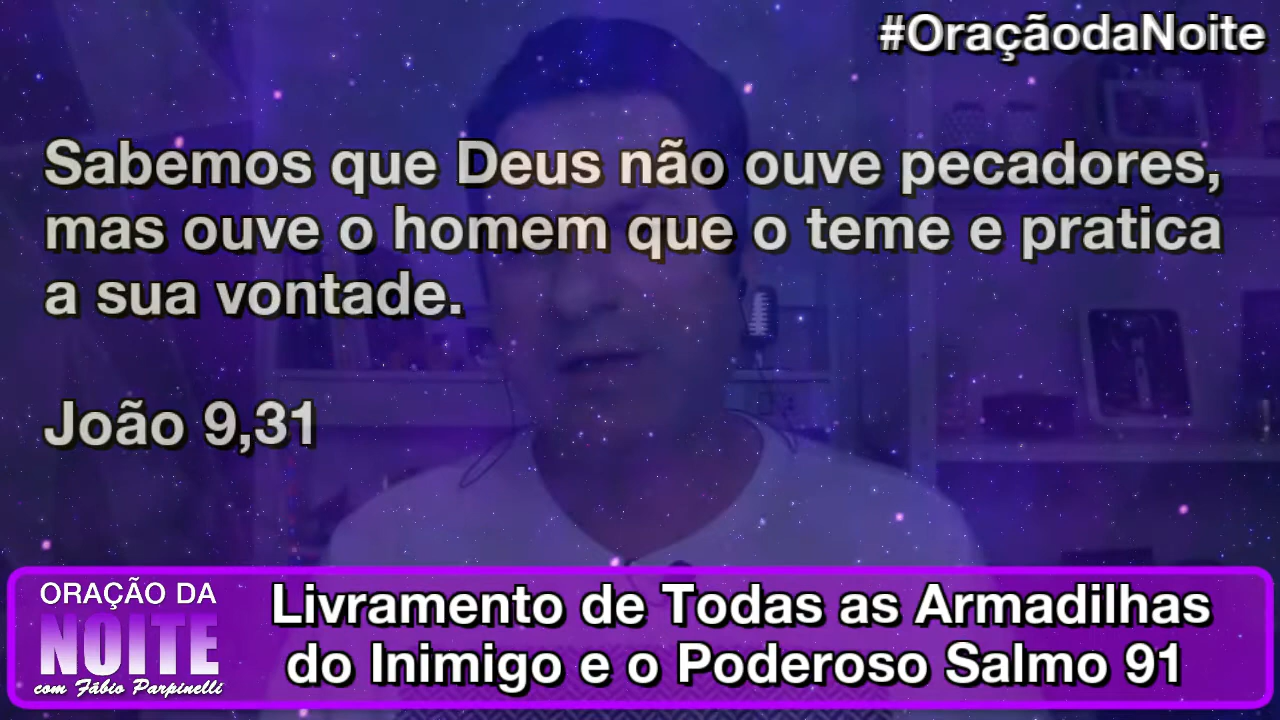 #OraçãodaNoite
Sabemos que Deus não ouve pecadores,
mas ouve o homem que o teme e pratica
a sua vontade.
João 9,31
ORAÇÃO DA
NOITE
com Fábio Parpinelli
Livramento de Todas as Armadilhas
do Inimigo e o Poderoso Salmo 91